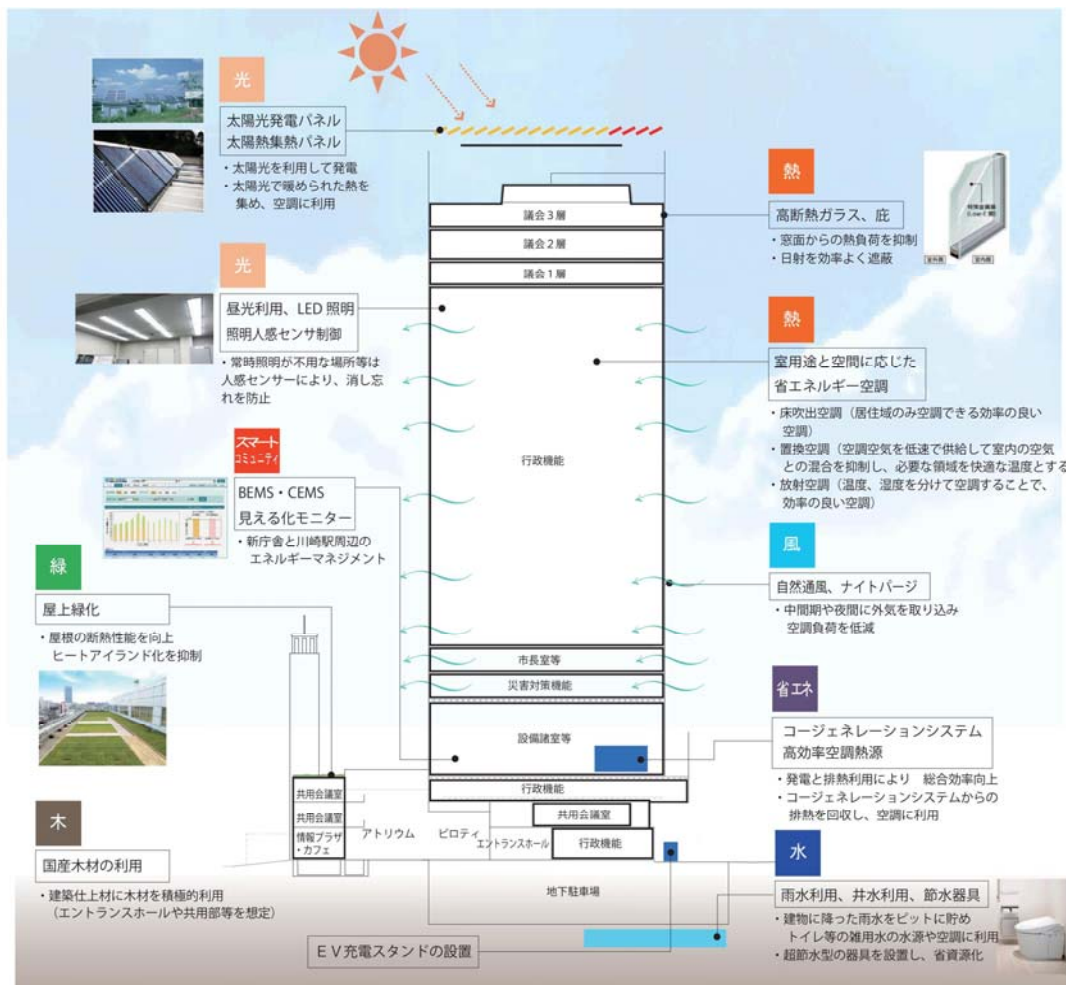 光
太陽光発電パネル
太陽熱集熱パネル
・太陽光を利用して発電
・太陽光で暖められた熱を
集め、空調に利用
光
昼光利用、LED 照明
照明人感センサ制御
・常時照明が不用な場所等は
人感センサーにより、消し忘
れを防止
スマート
コミュニティ
BEMS・CEMS
見える化モニター
・新庁舎と川崎駅周辺の
エネルギーマネジメント
緑
屋上緑化
・屋根の断熱性能を向上
ヒートアイランド化を抑制
木
国産木材の利用
・建築仕上材に木材を積極的利用
（エントランスホールや共用部等を想定）
議会３層
議会２層
議会１層
行政機能
市長室等
災害対策機能
設備諸室等
行政機能
共用会議室
共用会議室
共用会議室
情報プラザ
・カフェ
アトリウム
ピロティ
エントランスホール
行政機能
地下駐車場
ＥＶ充電スタンドの設置
熱
高断熱ガラス、庇
・窓面からの熱負荷を抑制
・日射を効率よく遮蔽
室外側
室内側
熱
室用途と空間に応じた
省エネルギー空調
・床吹出空調（居住域のみ空調できる効率の良い
空調）
・置換空調（空調空気を低速で供給して室内の空気
との混合を抑制し、必要な領域を快適な温度とする
・放射空調（温度、湿度を分けて空調することで、
効率の良い空調）
風
自然通風、ナイトパージ
・中間期や夜間に外気を取り込み
空調負荷を低減
省エネ
コージェネレーションシステム
高効率空調熱源
・発電と排熱利用により　総合効率向上
・コージェネレーションシステムからの
排熱を回収し、空調に利用
水
雨水利用、井水利用、節水器具
・建物に降った雨水をピットに貯め
トイレ等の雑用水の水源や空調に利用
・超節水型の器具を設置し、省資源化